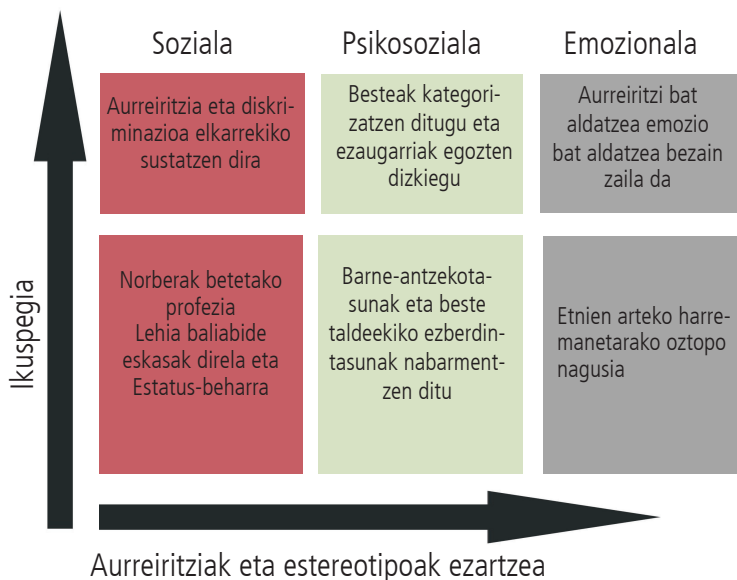 Soziala
Psikosoziala
Emozionala
Aurreiritzia eta diskri-
minazioa elkarrekiko
sustatzen dira
Besteak kategori-
zatzen ditugu eta
ezaugarriak egozten
dizkiegu
Aurreiritzi bat
aldatzea emozio
bat aldatzea bezain
zaila da
Norberak betetako
profezia
Lehia baliabide
eskasak direla eta
Estatus-beharra
Barne-antzekota-
sunak eta beste
taldeekiko ezberdin-
tasunak nabarment-
zen ditu
Etnien arteko harre-
manetarako oztopo
nagusia
Ikuspegia
Aurreiritziak eta estereotipoak ezartzea